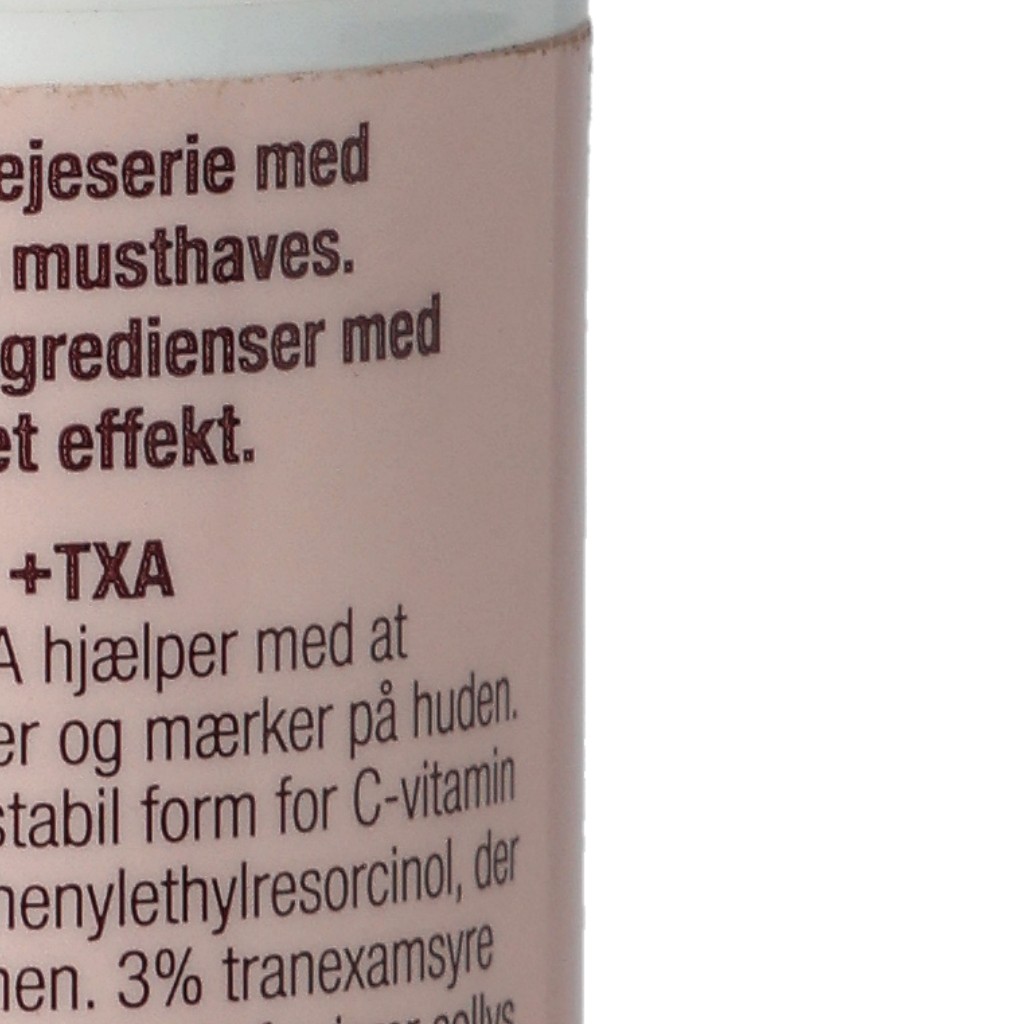 ejeserie med
musthaves.
gredienser med
et effekt.
+TXA
A hjælper med at
er og mærker på huden.
stabil form for C-vitamin
henylethylresorcinol, der
nen. 3% tranexamsyre